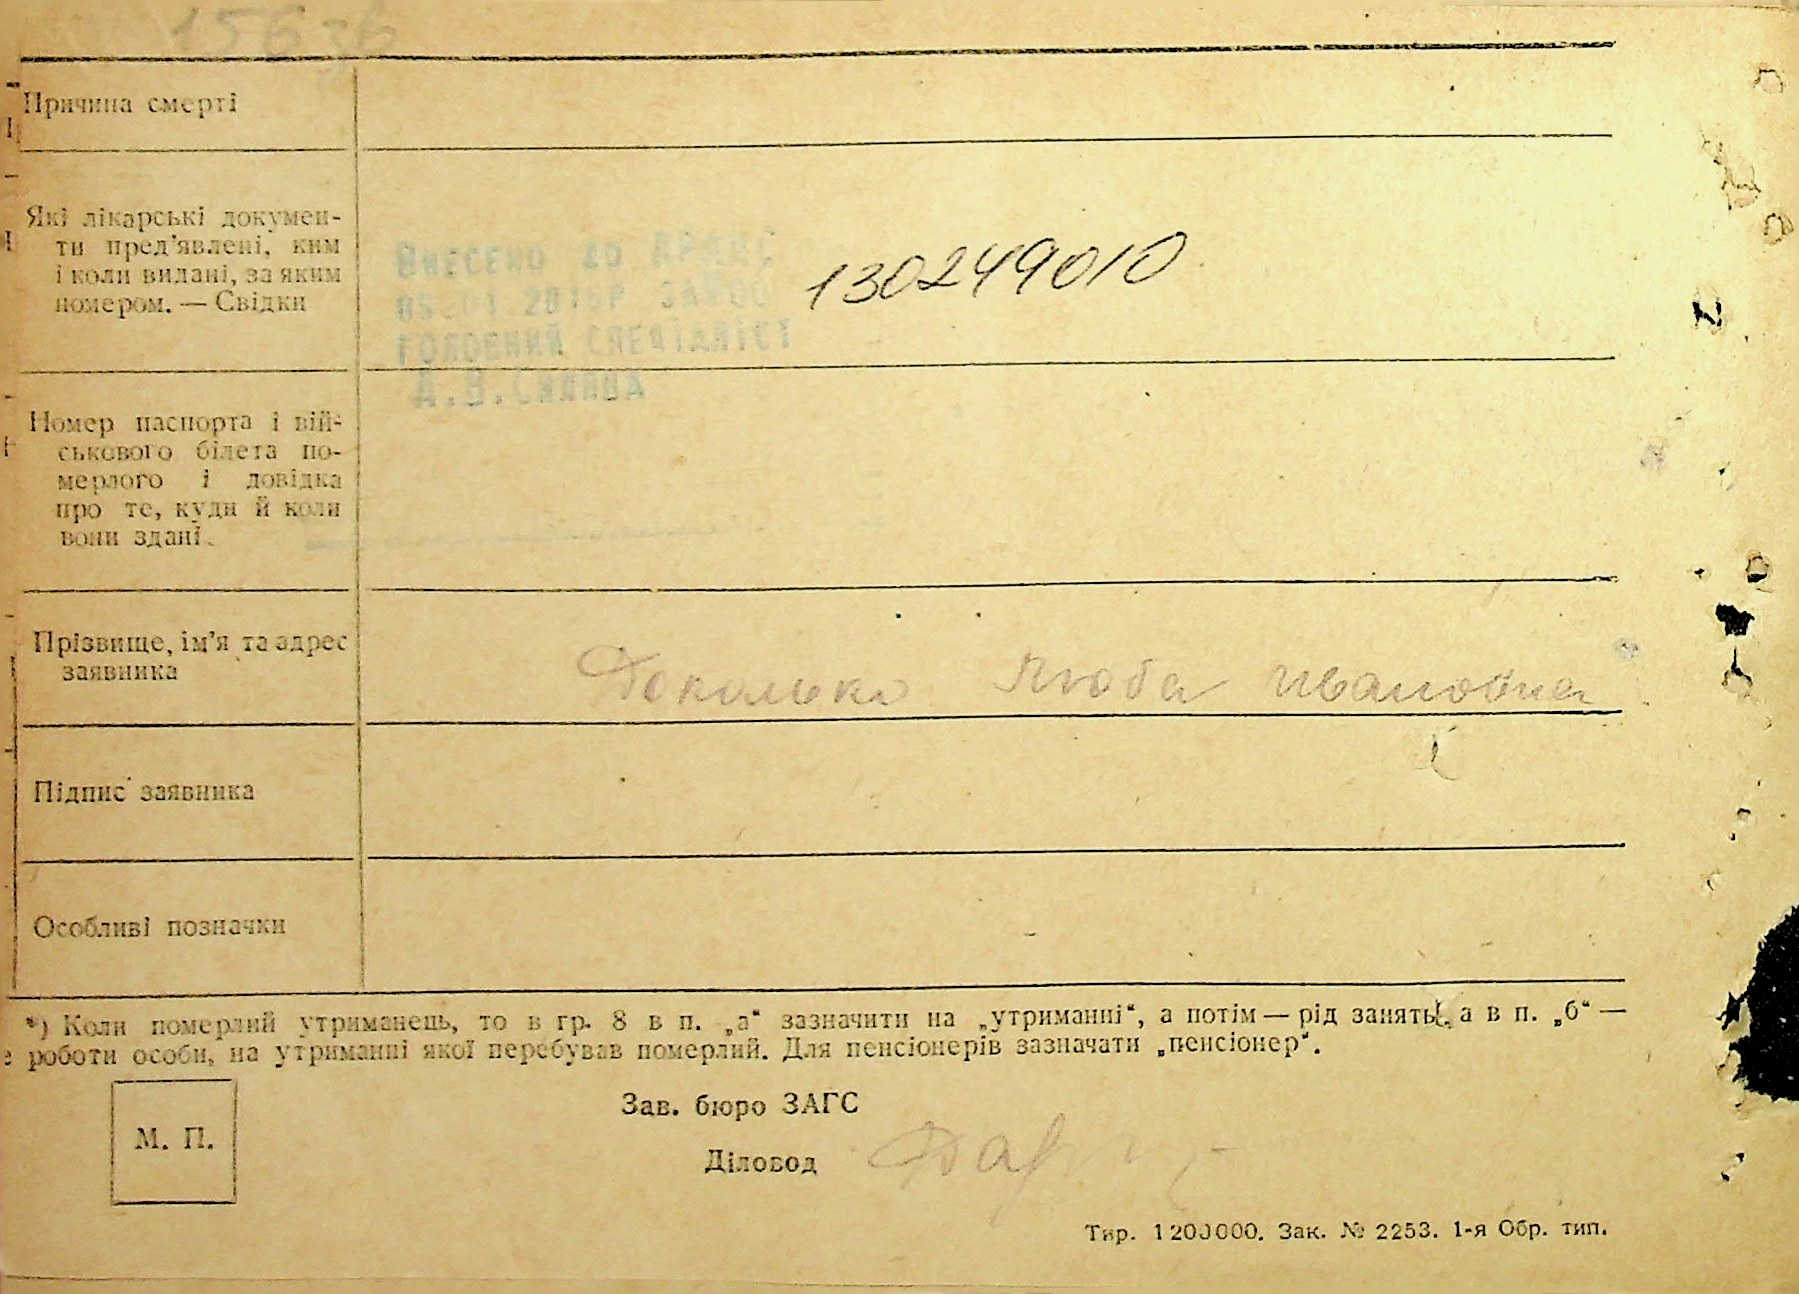 15636
Причина смерті
Які лікарські докумен-
ти пред'явлені, ким
і коли видані, за яким
номером. — Свідки
Внесено до
130249010
головний спеціаліст
А.В.
Номер паспорта і вій-
ськового білета по-
мерлого і довідка
про те, куди й коли
вони здані.
Прізвище, ім'я та адрес
заявника
Люба Ивановна
Підпис заявника
Особливі позначки
*) Коли померлий утриманець, то в гр. 8 в п. „а“ зазначити на „утриманні“, а потім — рід занять, а в п. „б“ —
роботи особи, на утриманні якої перебував померлий. Для пенсіонерів зазначати „пенсіонер“.
М. П.
Зав. бюро ЗАГС
Діловод
Тир. 1200000. Зак. № 2253. 1-я Обр. тип.